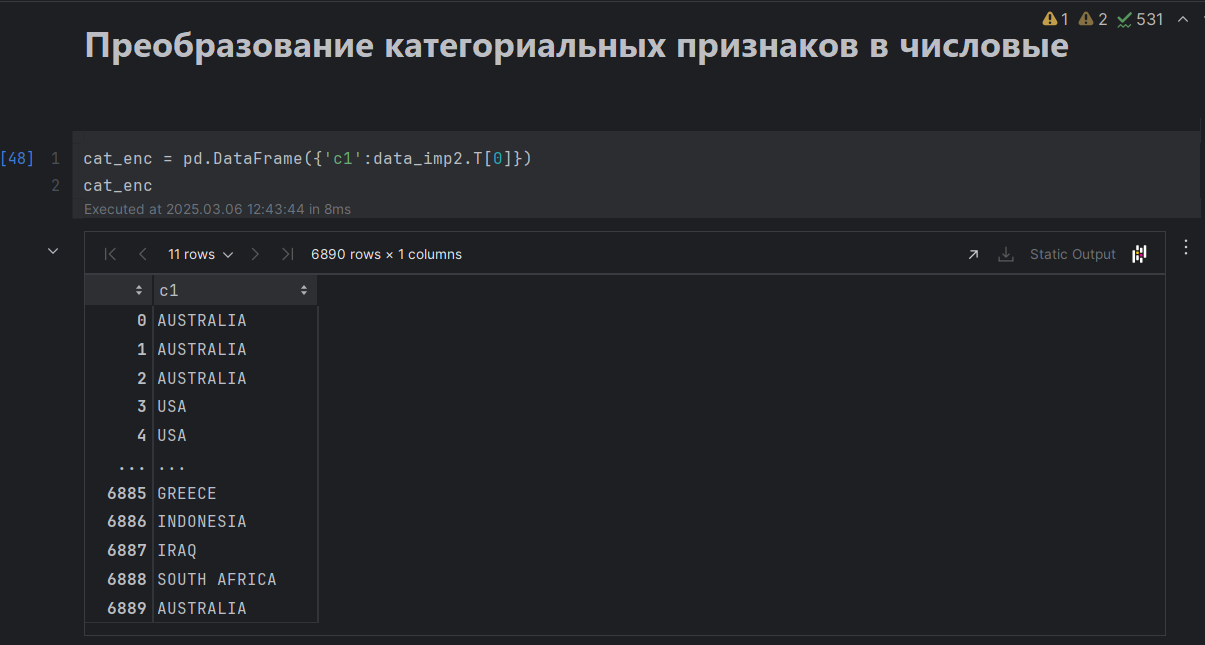 1 2 531
Преобразование категориальных признаков в числовые
[48] 1 cat_enc = pd.DataFrame({'c1':data_imp2.T[0]})
2 cat_enc
Executed at 2025.03.06 12:43:44 in 8ms
11 rows 6890 rows × 1 columns Static Output
c1
0 AUSTRALIA
1 AUSTRALIA
2 AUSTRALIA
3 USA
4 USA
... ...
6885 GREECE
6886 INDONESIA
6887 IRAQ
6888 SOUTH AFRICA
6889 AUSTRALIA